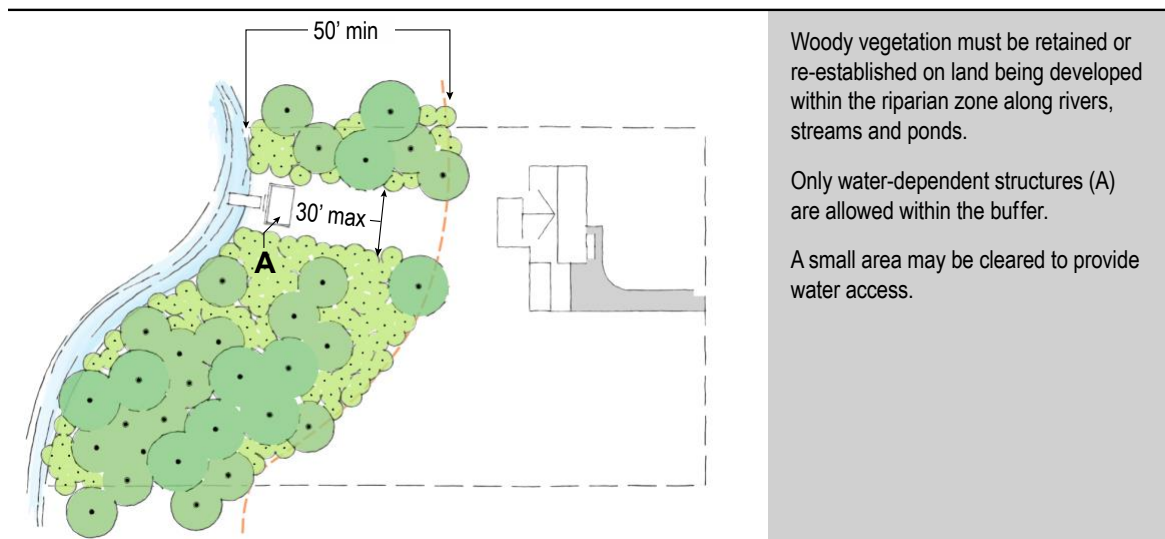 50’ min
30’ max
A
Woody vegetation must be retained or
re-established on land being developed
within the riparian zone along rivers,
streams and ponds.
Only water-dependent structures (A)
are allowed within the buffer.
A small area may be cleared to provide
water access.